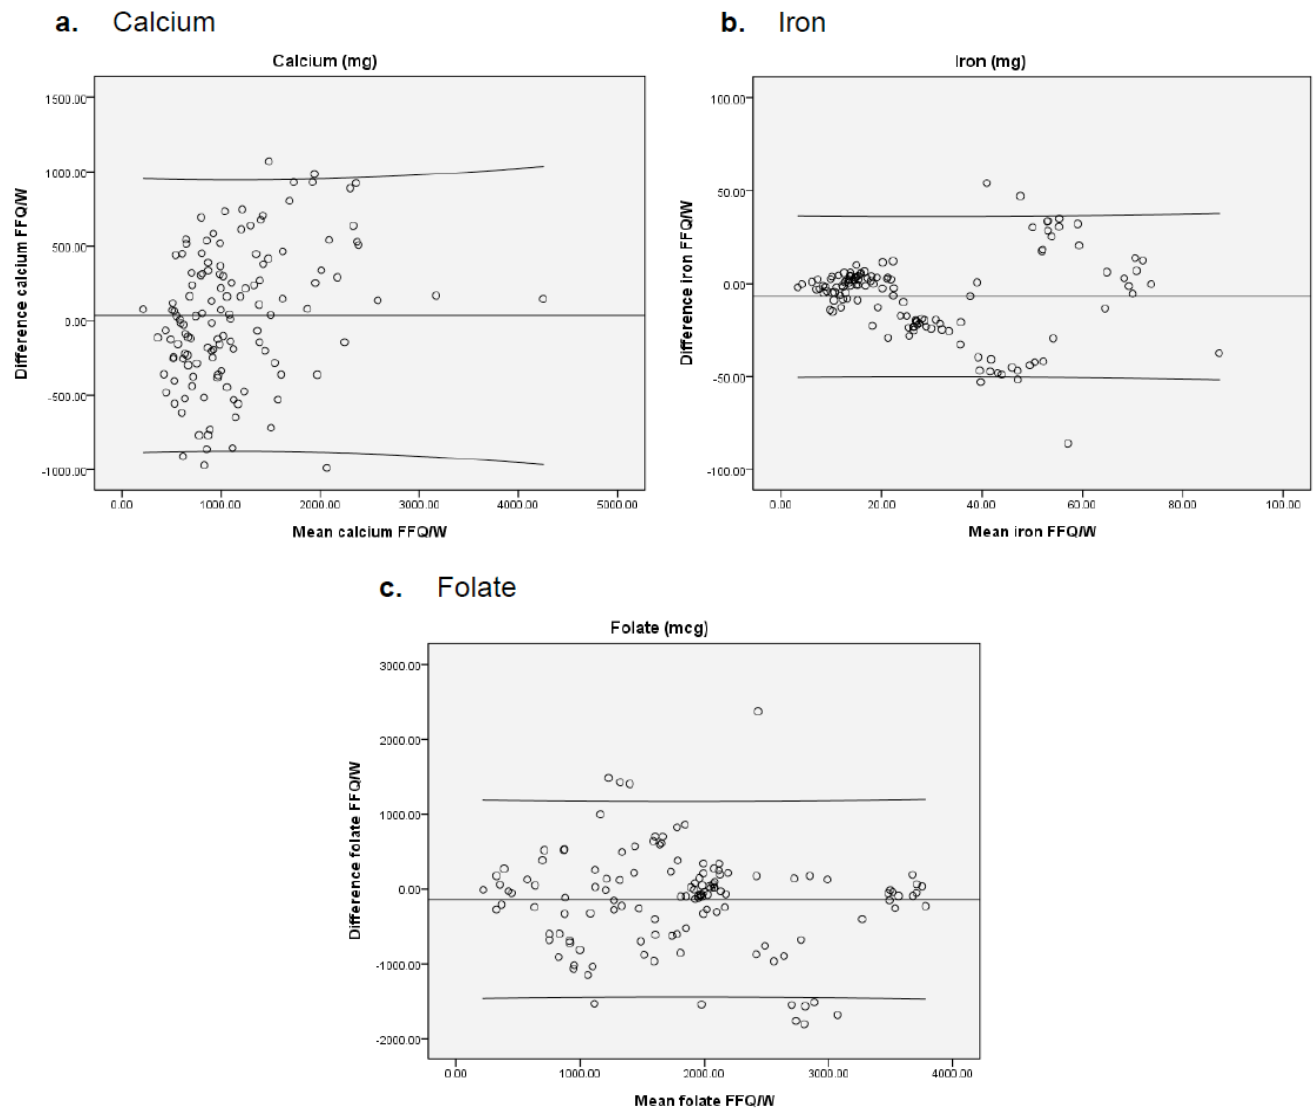 a. Calcium
Calcium (mg)
1500.00
1000.00
500.00
0.00
-500.00
-1000.00
Difference calcium FFQ/W
0.00 1000.00 2000.00 3000.00 4000.00 5000.00
Mean calcium FFQ/W
b. Iron
Iron (mg)
100.00
50.00
0.00
-50.00
-100.00
Difference iron FFQ/W
0.00 20.00 40.00 60.00 80.00 100.00
Mean iron FFQ/W
c. Folate
Folate (mcg)
3000.00
2000.00
1000.00
0.00
-1000.00
-2000.00
Difference folate FFQ/W
0.00 1000.00 2000.00 3000.00 4000.00
Mean folate FFQ/W